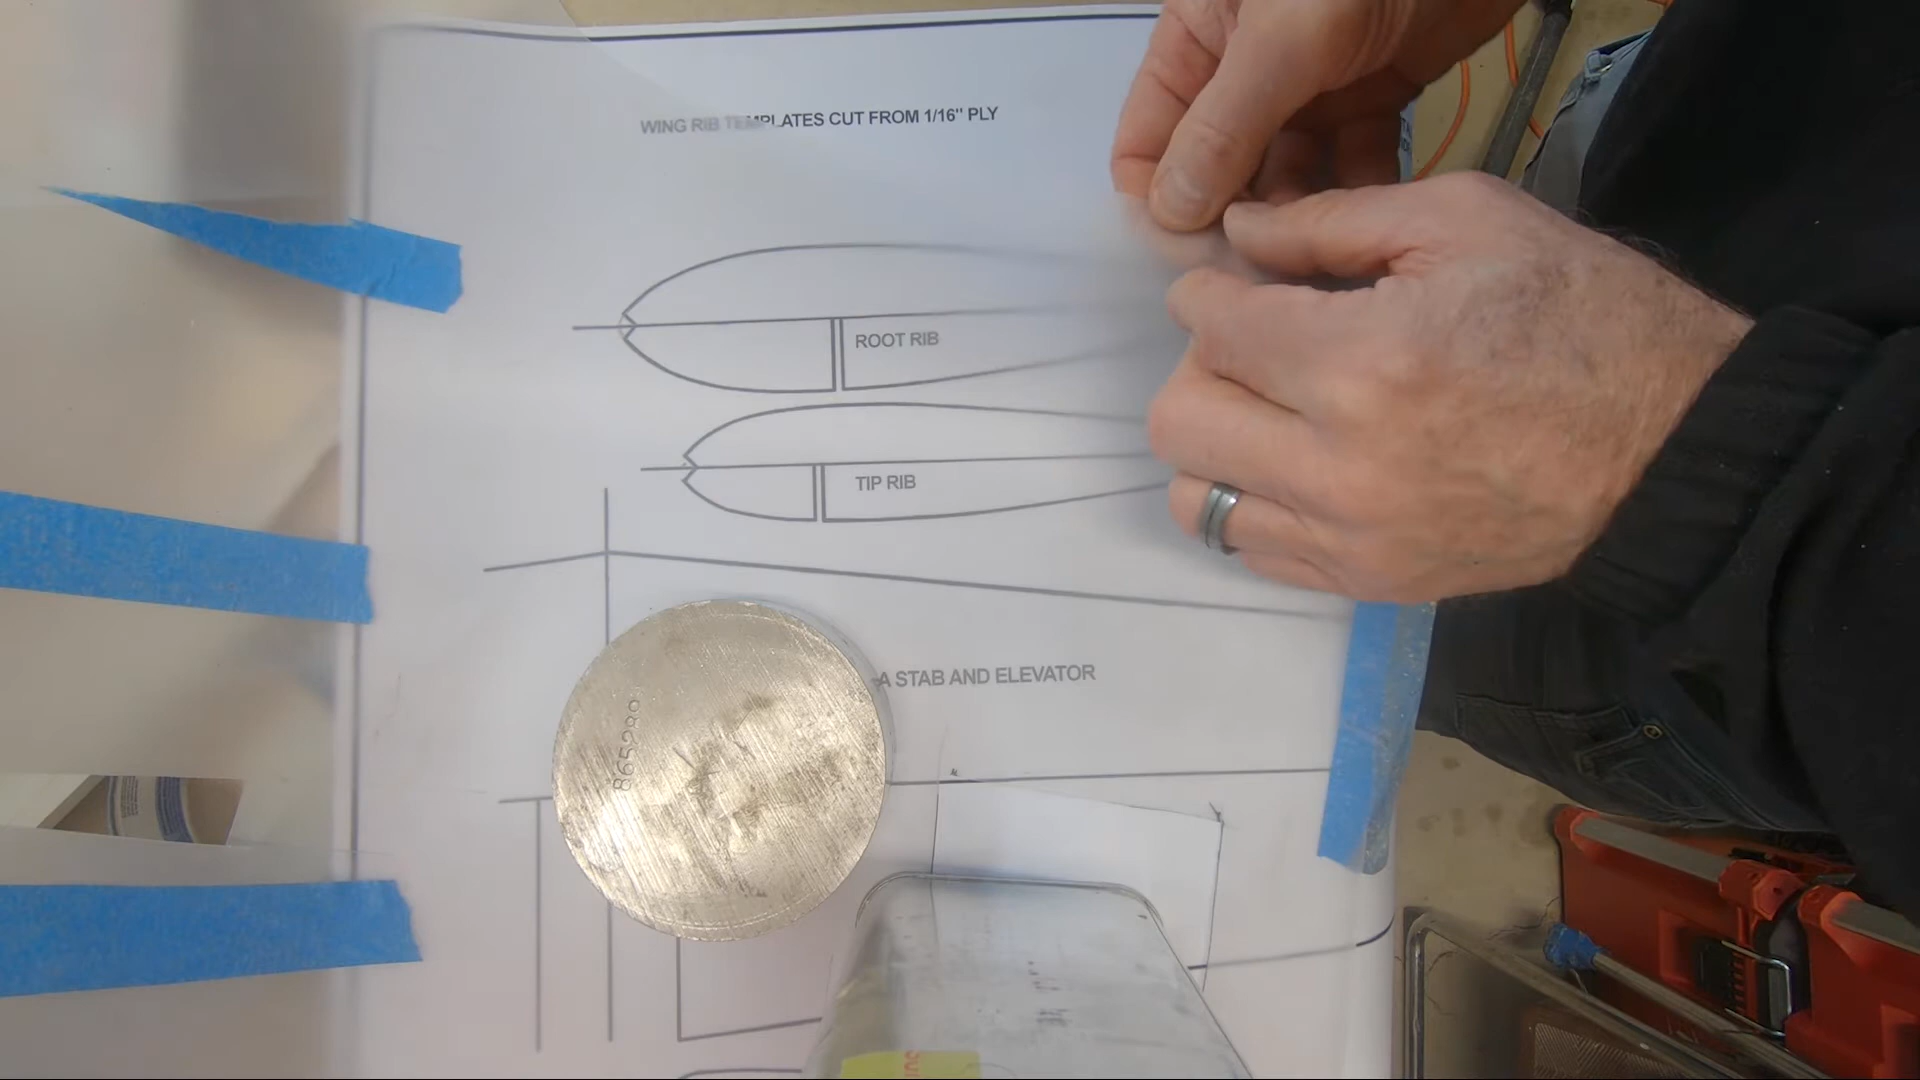 WING RIB TEMPLATES CUT FROM 1/16" PLY
ROOT RIB
TIP RIB
A STAB AND ELEVATOR
865289